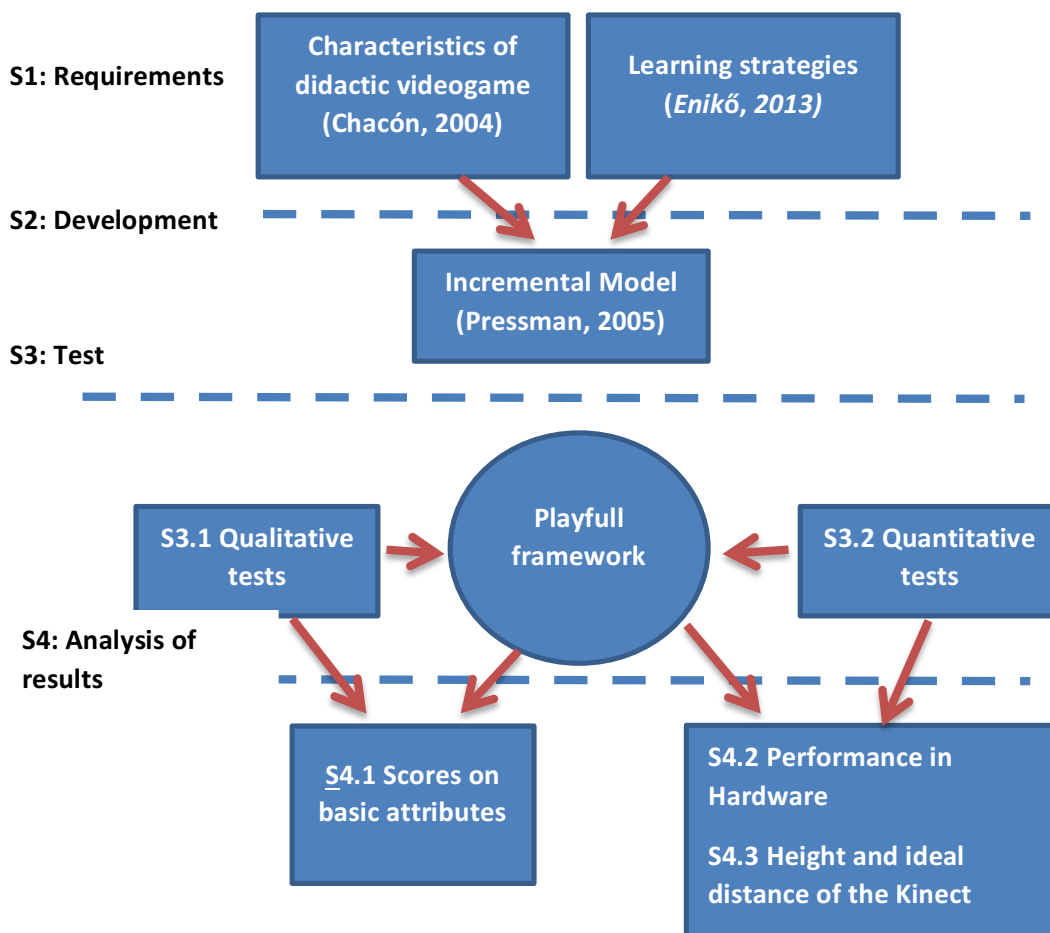 S1: Requirements
Characteristics of
didactic videogame
(Chacón, 2004)
Learning strategies
(Enikő, 2013)
S2: Development
Incremental Model
(Pressman, 2005)
S3: Test
Playfull
framework
S3.1 Qualitative
tests
S3.2 Quantitative
tests
S4: Analysis of
results
S4.1 Scores on
basic attributes
S4.2 Performance in
Hardware
S4.3 Height and ideal
distance of the Kinect